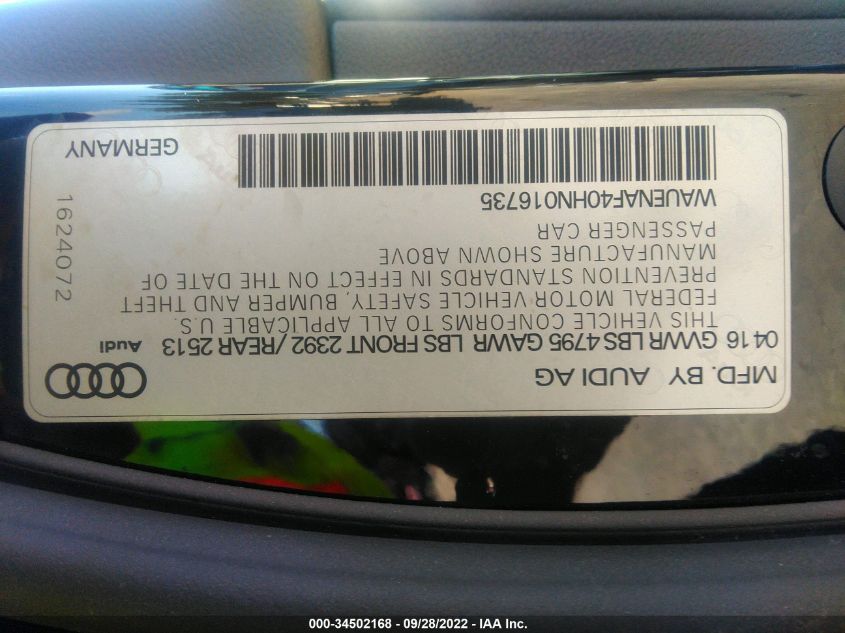 MFD. BY AUDI AG
0416 GVWR LBS 4795 GAWR LBS FRONT 2392 / REAR 2513
Audi
THIS VEHICLE CONFORMS TO ALL APPLICABLE U.S.
FEDERAL MOTOR VEHICLE SAFETY, BUMPER AND THEFT
PREVENTION STANDARDS IN EFFECT ON THE DATE OF
MANUFACTURE SHOWN ABOVE
PASSENGER CAR
WAUENAF40HN016735
1624072
GERMANY
000-34502168 - 09/28/2022 - IAA Inc.